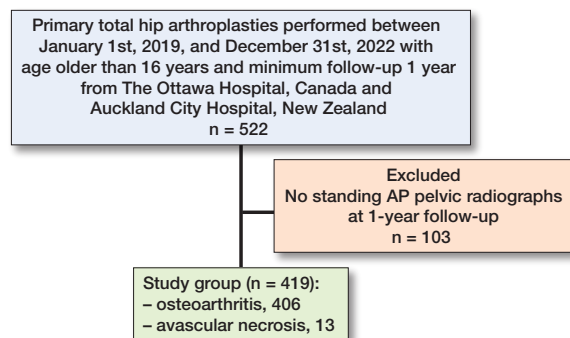 Primary total hip arthroplasties performed between
January 1st, 2019, and December 31st, 2022 with
age older than 16 years and minimum follow-up 1 year
from The Ottawa Hospital, Canada and
Auckland City Hospital, New Zealand
n = 522
Excluded
No standing AP pelvic radiographs
at 1-year follow-up
n = 103
Study group (n = 419):
– osteoarthritis, 406
– avascular necrosis, 13